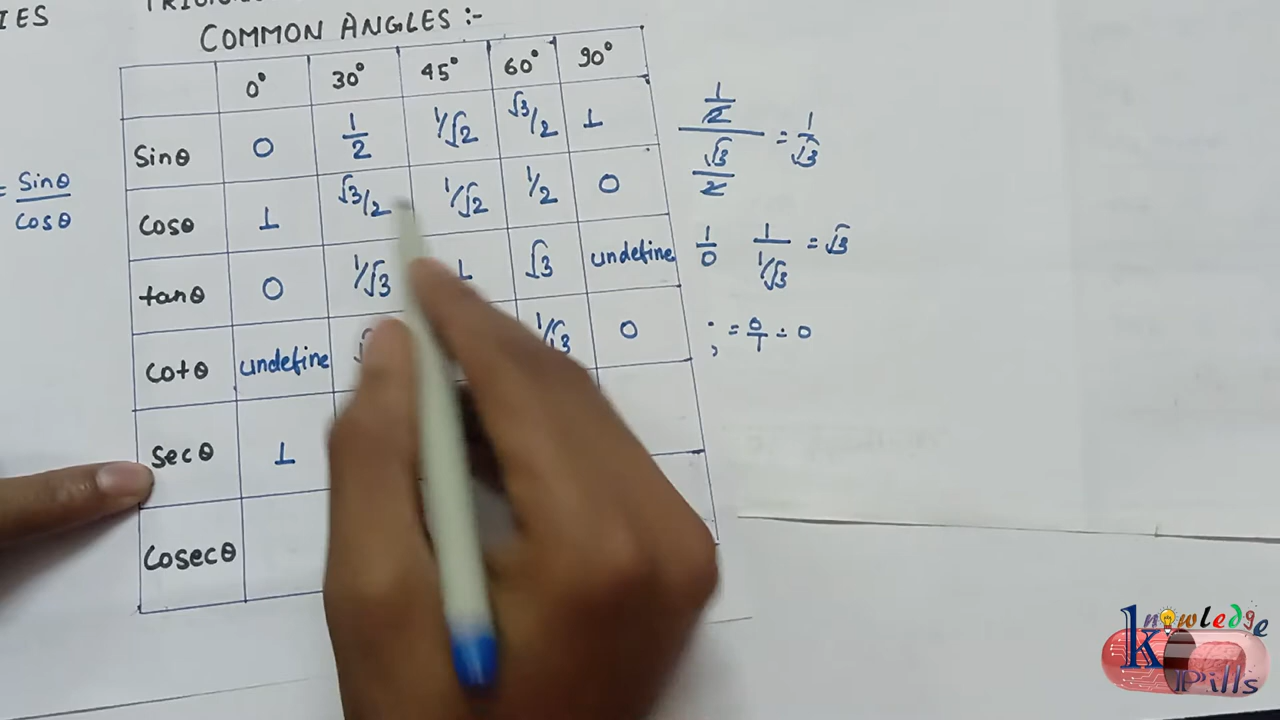 IES
COMMON ANGLES :-
0° 30° 45° 60° 90°
Sinθ 0 1/2 1/√2 √3/2 1
Cosθ 1 √3/2 1/√2 1/2 0
tanθ 0 1/√3 1 √3 undefine
Cotθ undefine 1/√3 0
Secθ 1
Cosecθ
= Sinθ/Cosθ
1/2 / √3/2 = 1/√3
1/0 1/1/√3 = √3
; = 0/1 = 0
Knowledge
Pills